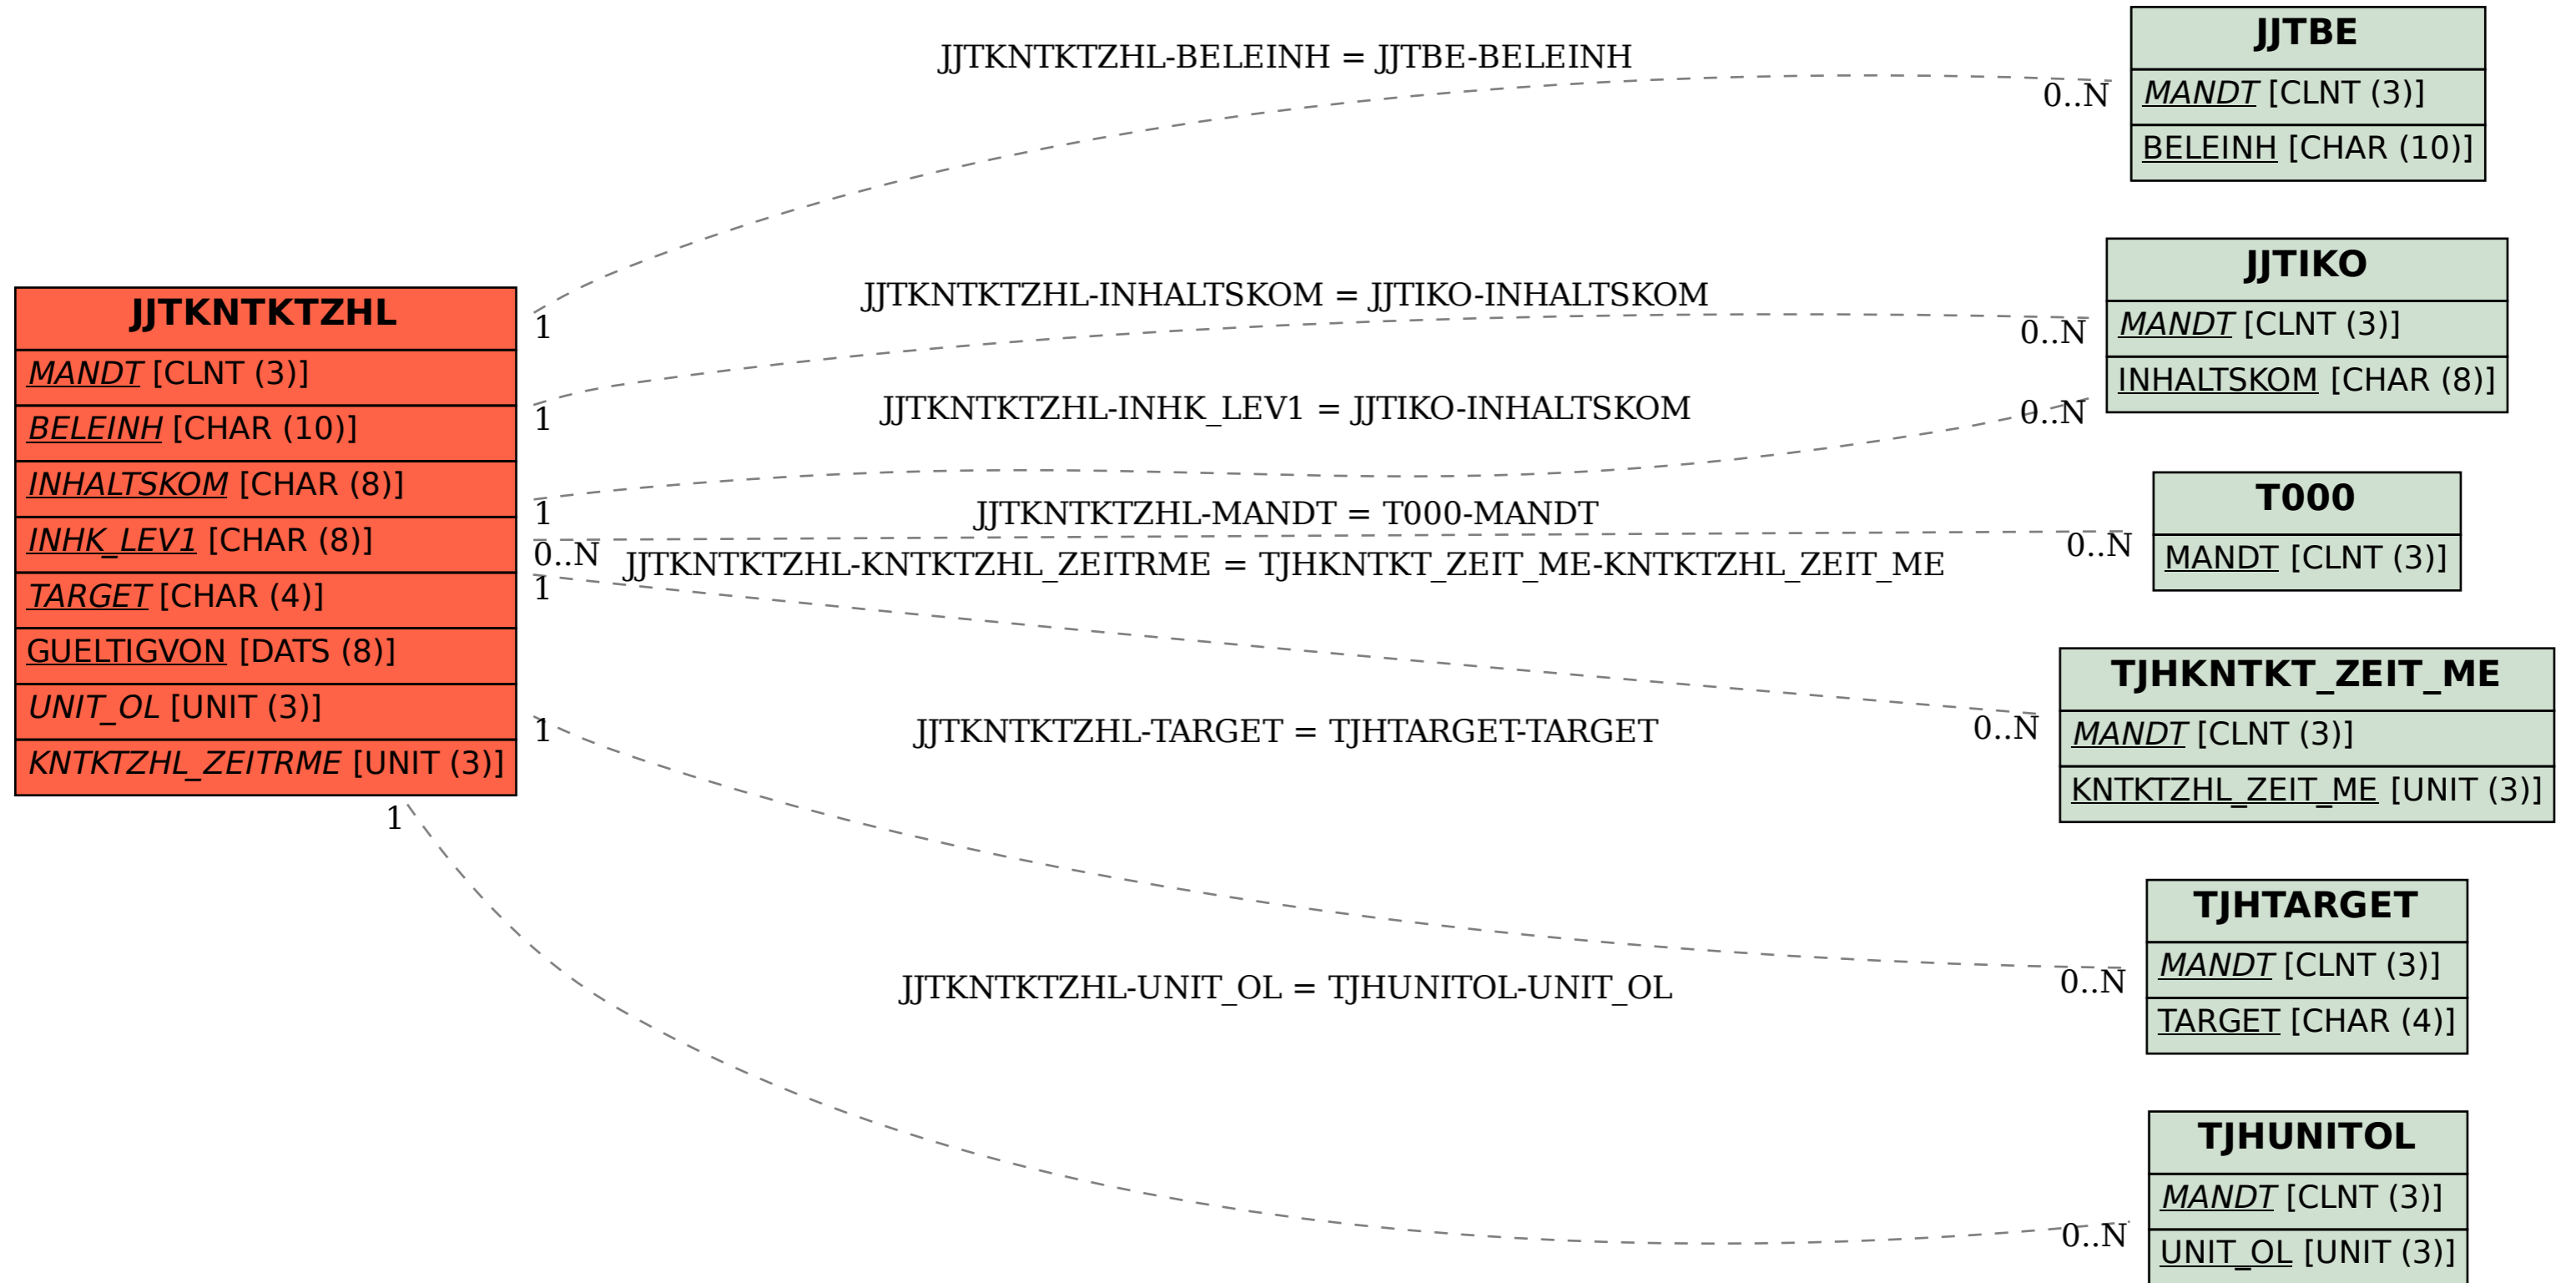 JJTKNTKTZHL
MANDT [CLNT (3)]
BELEINH [CHAR (10)]
INHALTSKOM [CHAR (8)]
INHK_LEV1 [CHAR (8)]
TARGET [CHAR (4)]
GUELTIGVON [DATS (8)]
UNIT_OL [UNIT (3)]
KNTKTZHL_ZEITRME [UNIT (3)]
JJTKNTKTZHL-BELEINH = JJTBE-BELEINH
1
0..N
JJTKNTKTZHL-INHALTSKOM = JJTIKO-INHALTSKOM
1
0..N
JJTKNTKTZHL-INHK_LEV1 = JJTIKO-INHALTSKOM
1
0..N
JJTKNTKTZHL-MANDT = T000-MANDT
0..N
0..N
JJTKNTKTZHL-KNTKTZHL_ZEITRME = TJHKNTKT_ZEIT_ME-KNTKTZHL_ZEIT_ME
1
0..N
JJTKNTKTZHL-TARGET = TJHTARGET-TARGET
1
0..N
JJTKNTKTZHL-UNIT_OL = TJHUNITOL-UNIT_OL
1
0..N
JJTBE
MANDT [CLNT (3)]
BELEINH [CHAR (10)]
JJTIKO
MANDT [CLNT (3)]
INHALTSKOM [CHAR (8)]
T000
MANDT [CLNT (3)]
TJHKNTKT_ZEIT_ME
MANDT [CLNT (3)]
KNTKTZHL_ZEIT_ME [UNIT (3)]
TJHTARGET
MANDT [CLNT (3)]
TARGET [CHAR (4)]
TJHUNITOL
MANDT [CLNT (3)]
UNIT_OL [UNIT (3)]